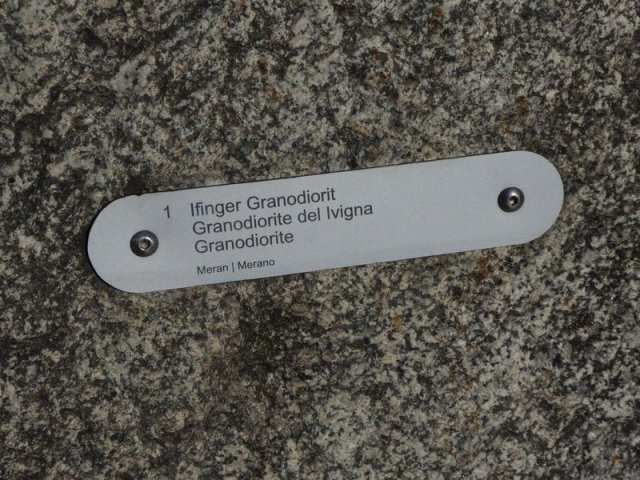 1 Ifinger Granodiorit
Granodiorite del Ivigna
Granodiorite
Meran | Merano